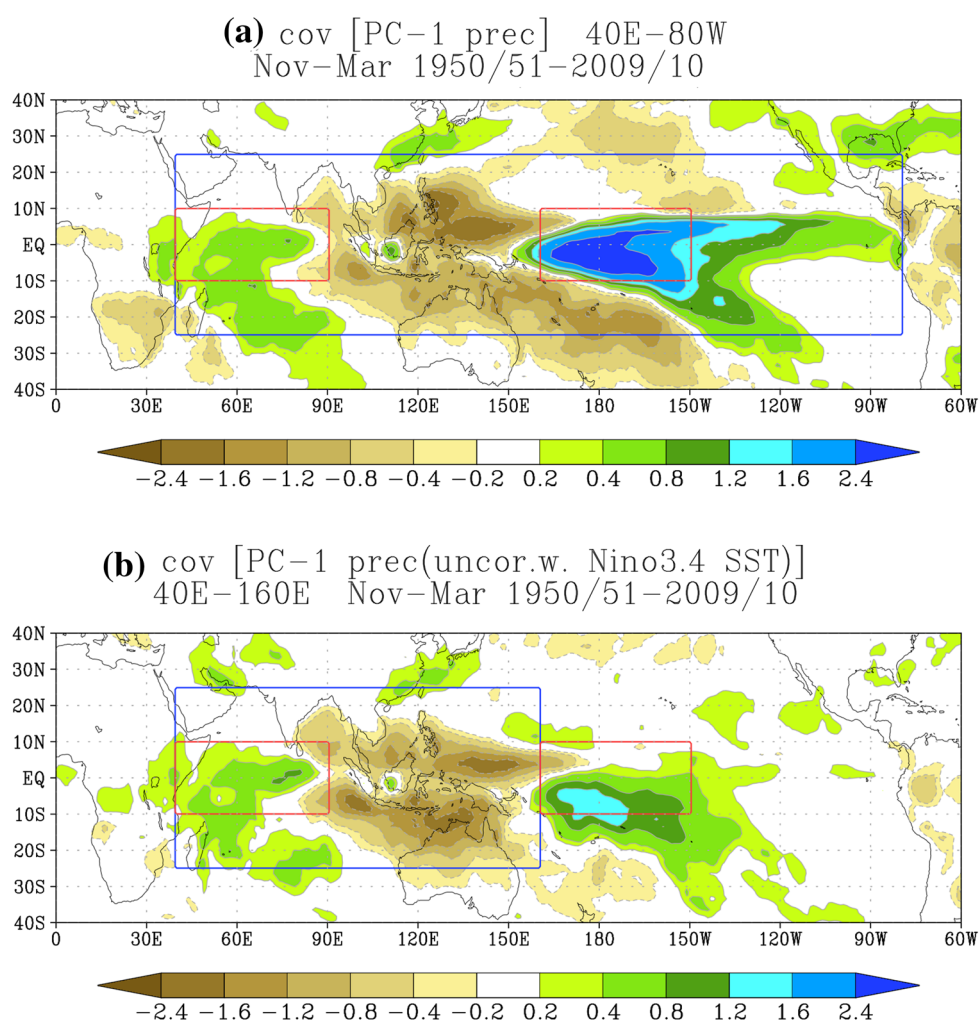 (a) cov [PC-1 prec] 40E-80W
Nov-Mar 1950/51-2009/10
40N
30N
20N
10N
EQ
10S
20S
30S
40S
0 30E 60E 90E 120E 150E 180 150W 120W 90W 60W
-2.4 -1.6 -1.2 -0.8 -0.4 -0.2 0.2 0.4 0.8 1.2 1.6 2.4
(b) cov [PC-1 prec(uncor.w. Nino3.4 SST)]
40E-160E Nov-Mar 1950/51-2009/10
40N
30N
20N
10N
EQ
10S
20S
30S
40S
0 30E 60E 90E 120E 150E 180 150W 120W 90W 60W
-2.4 -1.6 -1.2 -0.8 -0.4 -0.2 0.2 0.4 0.8 1.2 1.6 2.4